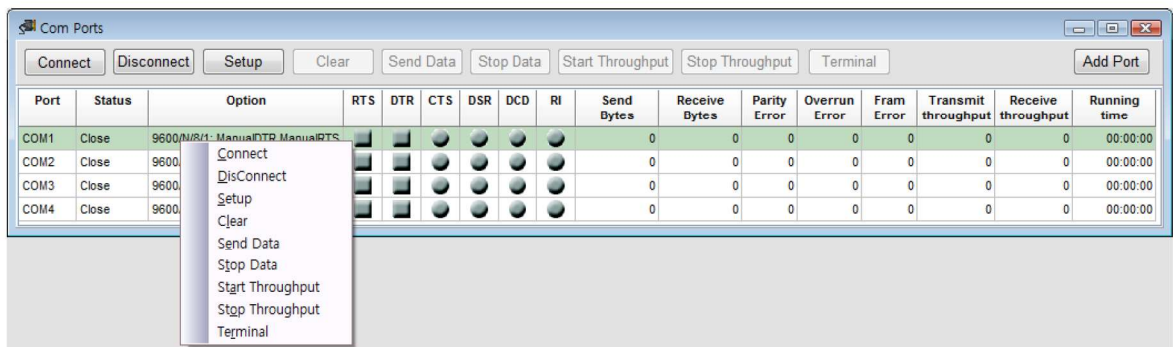 Com Ports
Connect Disconnect Setup Clear Send Data Stop Data Start Throughput Stop Throughput Terminal Add Port
Port Status Option RTS DTR CTS DSR DCD RI Send Bytes Receive Bytes Parity Error Overrun Error Fram Error Transmit throughput Receive throughput Running time
COM1 Close 9600/N/8/1: ManualDTR ManualRTS 0 0 0 0 0 0 0 00:00:00
COM2 Close 9600/ 0 0 0 0 0 0 0 00:00:00
COM3 Close 9600/ 0 0 0 0 0 0 0 00:00:00
COM4 Close 9600/ 0 0 0 0 0 0 0 00:00:00
Connect
DisConnect
Setup
Clear
Send Data
Stop Data
Start Throughput
Stop Throughput
Terminal